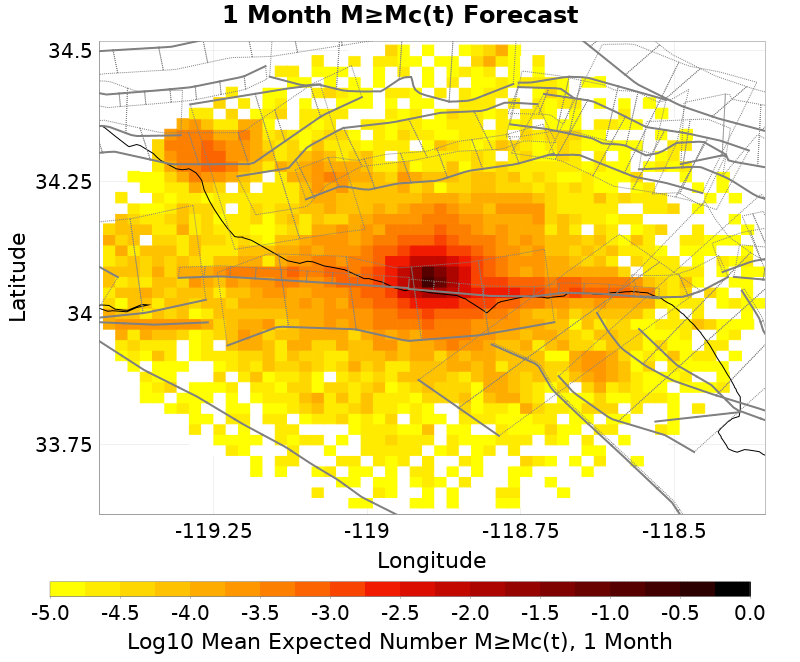 1 Month M≥Mc(t) Forecast
34.5
34.25
34
33.75
Latitude
-119.25 -119 -118.75 -118.5
Longitude
-5.0 -4.5 -4.0 -3.5 -3.0 -2.5 -2.0 -1.5 -1.0 -0.5 0.0
Log10 Mean Expected Number M≥Mc(t), 1 Month